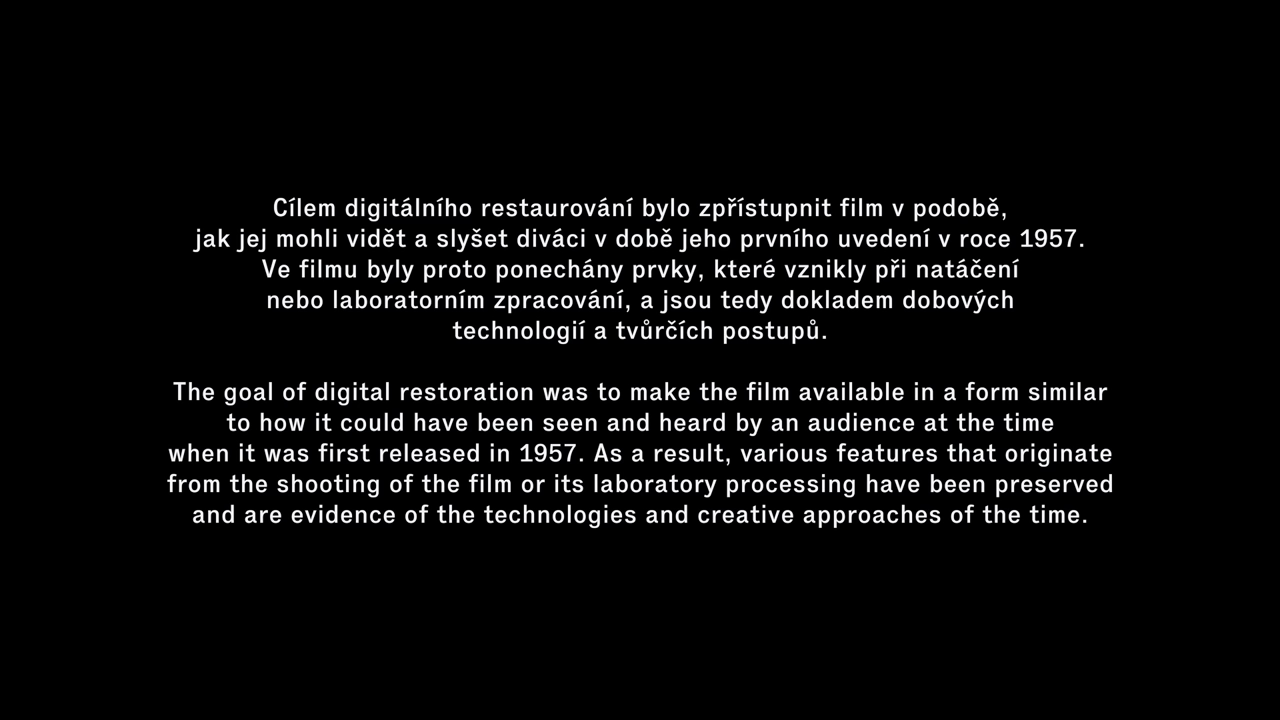 Cílem digitálního restaurování bylo zpřístupnit film v podobě,
jak jej mohli vidět a slyšet diváci v době jeho prvního uvedení v roce 1957.
Ve filmu byly proto ponechány prvky, které vznikly při natáčení
nebo laboratorním zpracování, a jsou tedy dokladem dobových
technologií a tvůrčích postupů.
The goal of digital restoration was to make the film available in a form similar
to how it could have been seen and heard by an audience at the time
when it was first released in 1957. As a result, various features that originate
from the shooting of the film or its laboratory processing have been preserved
and are evidence of the technologies and creative approaches of the time.